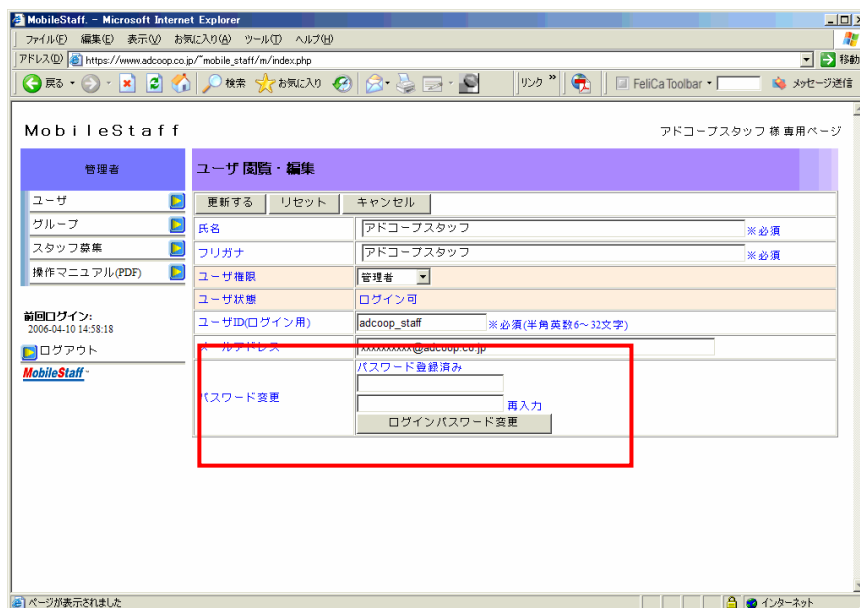 MobileStaff. - Microsoft Internet Explorer
ファイル(F) 編集(E) 表示(V) お気に入り(A) ツール(T) ヘルプ(H)
アドレス(D) https://www.adcoop.co.jp/~mobile_staff/m/index.php 移動
戻る 検索 お気に入り リンク » FeliCa Toolbar メッセージ送信
MobileStaff
アドコープスタッフ 様 専用ページ
管理者
ユーザ 閲覧・編集
ユーザ
グループ
スタッフ募集
操作マニュアル(PDF)
前回ログイン:
2006-04-10 14:58:18
ログアウト
MobileStaff
更新する リセット キャンセル
氏名 アドコープスタッフ ※必須
フリガナ アドコープスタッフ ※必須
ユーザ権限 管理者
ユーザ状態 ログイン可
ユーザID(ログイン用) adcoop_staff ※必須(半角英数6～32文字)
メールアドレス xxxxxxxxxx@adcoop.co.jp
パスワード変更 パスワード登録済み
再入力
ログインパスワード変更
ページが表示されました インターネット